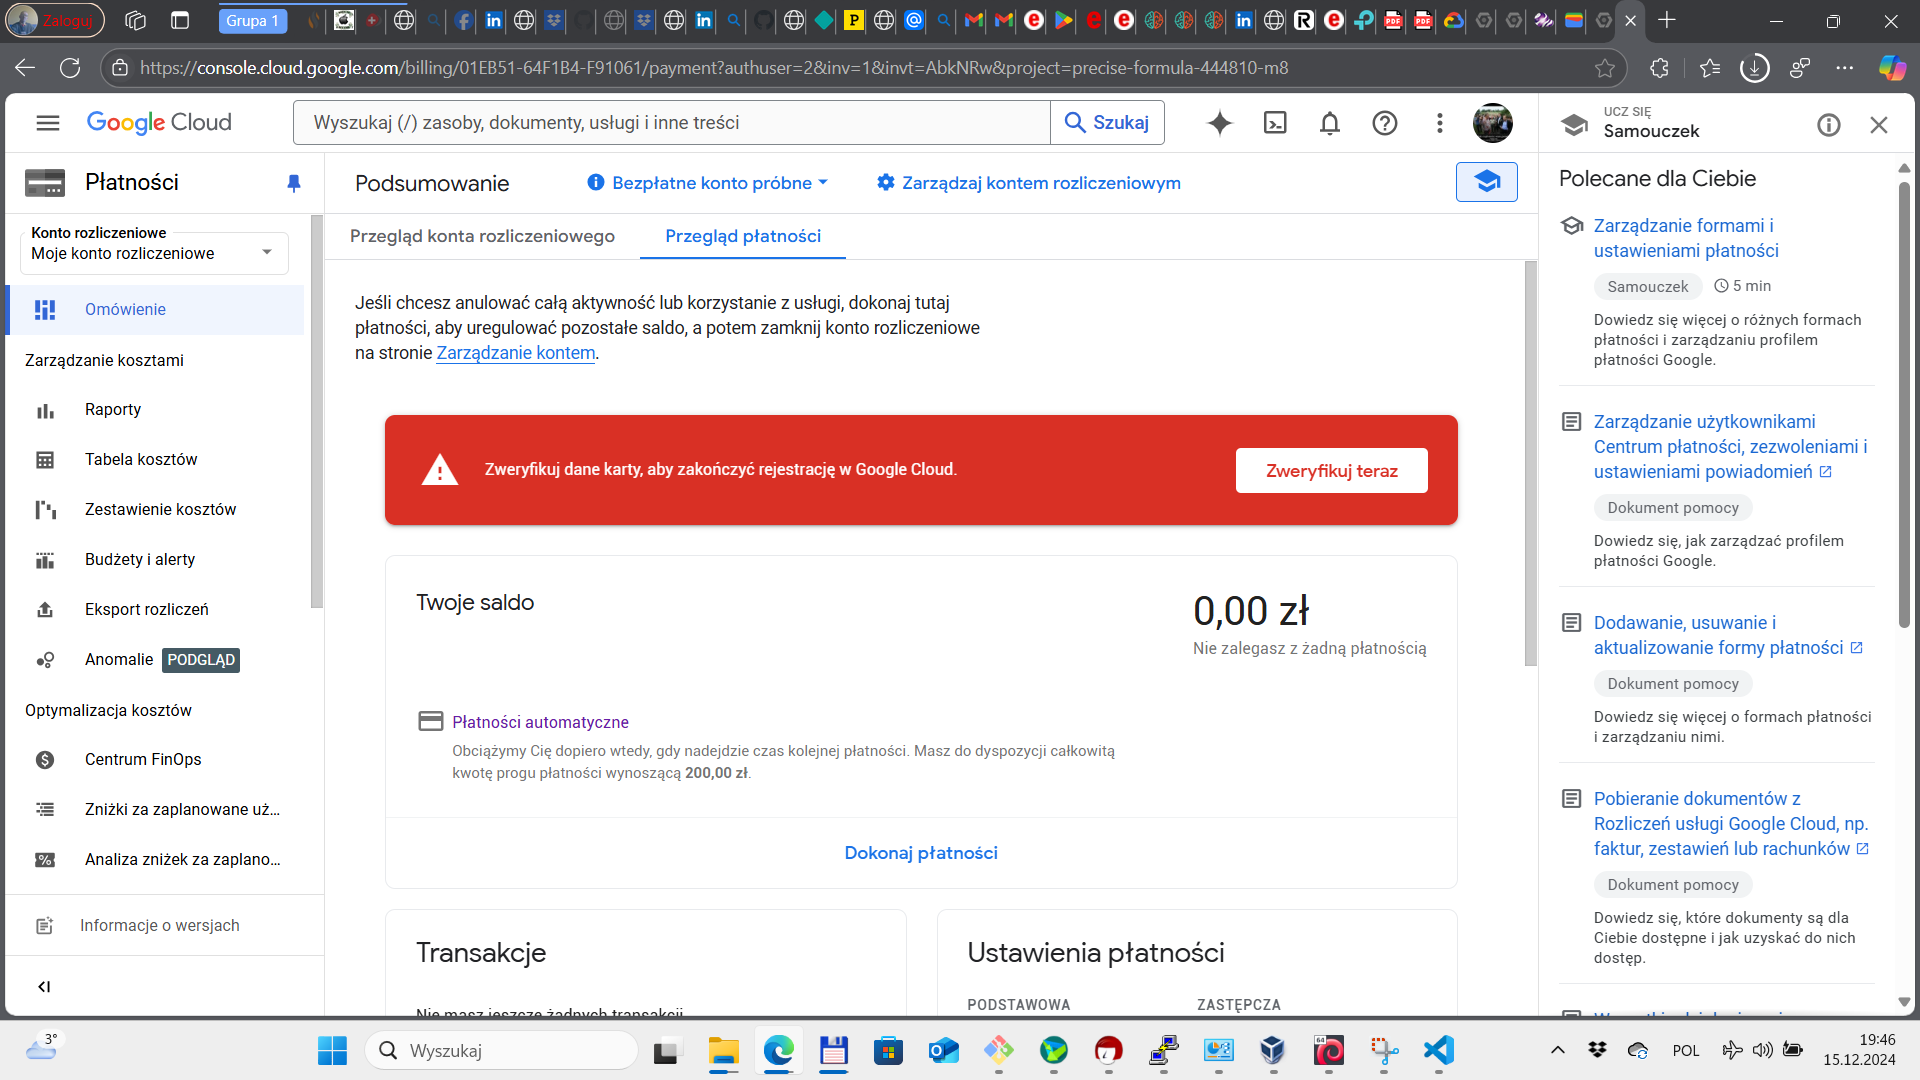 Zaloguj
Grupa 1
https://console.cloud.google.com/billing/01EB51-64F1B4-F91061/payment?authuser=2&inv=1&invt=AbkNRw&project=precise-formula-444810-m8
Google Cloud
Wyszukaj (/) zasoby, dokumenty, usługi i inne treści
Szukaj
UCZ SIĘ
Samouczek
Płatności
Podsumowanie
Bezpłatne konto próbne
Zarządzaj kontem rozliczeniowym
Konto rozliczeniowe
Moje konto rozliczeniowe
Omówienie
Zarządzanie kosztami
Raporty
Tabela kosztów
Zestawienie kosztów
Budżety i alerty
Eksport rozliczeń
Anomalie PODGLĄD
Optymalizacja kosztów
Centrum FinOps
Zniżki za zaplanowane uż...
Analiza zniżek za zaplano...
Informacje o wersjach
Przegląd konta rozliczeniowego
Przegląd płatności
Jeśli chcesz anulować całą aktywność lub korzystanie z usługi, dokonaj tutaj
płatności, aby uregulować pozostałe saldo, a potem zamknij konto rozliczeniowe
na stronie Zarządzanie kontem.
Zweryfikuj dane karty, aby zakończyć rejestrację w Google Cloud.
Zweryfikuj teraz
Twoje saldo
0,00 zł
Nie zalegasz z żadną płatnością
Płatności automatyczne
Obciążymy Cię dopiero wtedy, gdy nadejdzie czas kolejnej płatności. Masz do dyspozycji całkowitą
kwotę progu płatności wynoszącą 200,00 zł.
Dokonaj płatności
Transakcje
Nie masz jeszcze żadnych transakcji
Ustawienia płatności
PODSTAWOWA
ZASTĘPCZA
Polecane dla Ciebie
Zarządzanie formami i
ustawieniami płatności
Samouczek
5 min
Dowiedz się więcej o różnych formach
płatności i zarządzaniu profilem
płatności Google.
Zarządzanie użytkownikami
Centrum płatności, zezwoleniami i
ustawieniami powiadomień
Dokument pomocy
Dowiedz się, jak zarządzać profilem
płatności Google.
Dodawanie, usuwanie i
aktualizowanie formy płatności
Dokument pomocy
Dowiedz się więcej o formach płatności
i zarządzaniu nimi.
Pobieranie dokumentów z
Rozliczeń usługi Google Cloud, np.
faktur, zestawień lub rachunków
Dokument pomocy
Dowiedz się, które dokumenty są dla
Ciebie dostępne i jak uzyskać do nich
dostęp.
3°
Wyszukaj
POL
19:46
15.12.2024